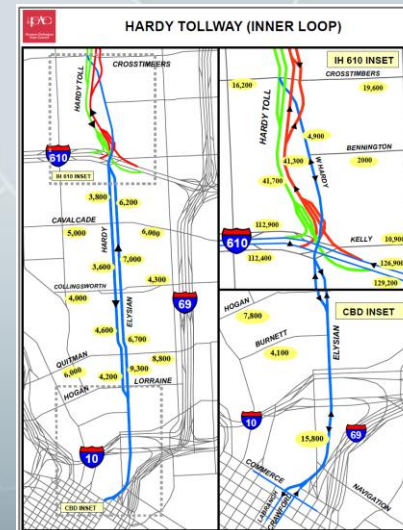 HGAC
HARDY TOLLWAY (INNER LOOP)
CROSSTIMEERS
HARDY TOLL
610
IH 610 INSET
3,800
6,200
CAVALCADE
5,000
HARDY
6,000
7,000
3,600
COLLINGSWORTH
4,300
4,000
69
ELYSIAN
4,600
6,700
QUITMAN
8,800
6,000
9,300
4,200
LORRAINE
HOGAN
10
CBD INSET
IH 610 INSET
CROSSTIMBERS
16,200
19,600
HARDY TOLL
4,900
W HARDY
BENNINGTON
41,300
2000
41,700
112,900
KELLY
10,900
610
112,400
126,900
129,200
HOGAN
CBD INSET
7,800
BURNETT
4,100
ELYSIAN
10
69
15,800
COMMERCE
LABRANCH
CRAWFORD
NAVIGATION